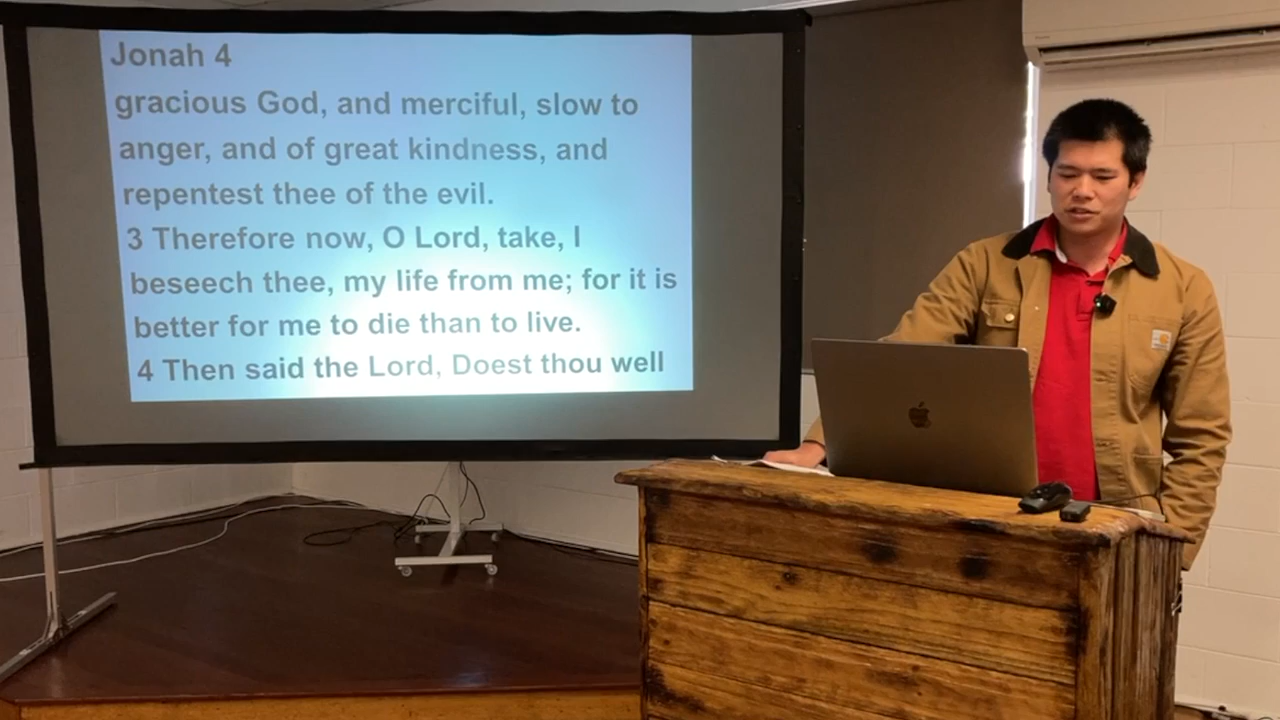 Jonah 4
gracious God, and merciful, slow to
anger, and of great kindness, and
repentest thee of the evil.
3 Therefore now, O Lord, take, I
beseech thee, my life from me; for it is
better for me to die than to live.
4 Then said the Lord, Doest thou well